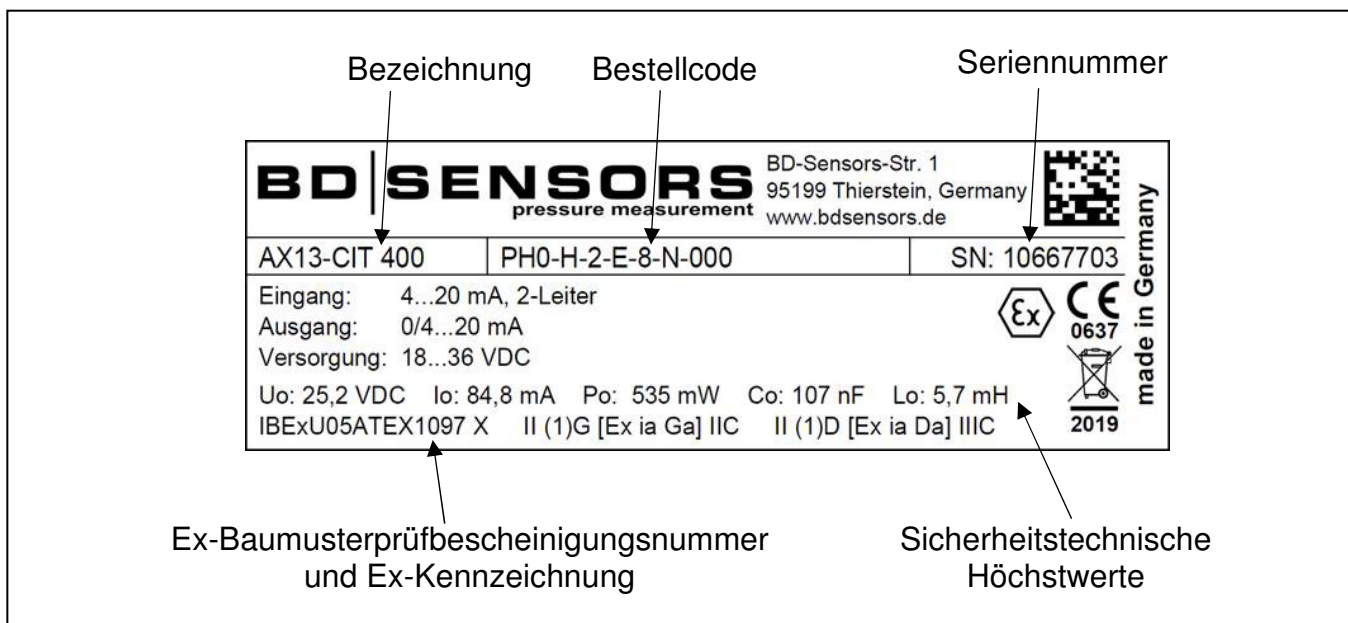 Bezeichnung Bestellcode Seriennummer
BD SENSORS
pressure measurement
BD-Sensors-Str. 1
95199 Thierstein, Germany
www.bdsensors.de
made in Germany
AX13-CIT 400 PH0-H-2-E-8-N-000 SN: 10667703
Eingang: 4...20 mA, 2-Leiter
Ausgang: 0/4...20 mA
Versorgung: 18...36 VDC
Ex CE
0637
Uo: 25,2 VDC Io: 84,8 mA Po: 535 mW Co: 107 nF Lo: 5,7 mH
IBExU05ATEX1097 X II (1)G [Ex ia Ga] IIC II (1)D [Ex ia Da] IIIC
2019
Ex-Baumusterprüfbescheinigungsnummer
und Ex-Kennzeichnung
Sicherheitstechnische
Höchstwerte